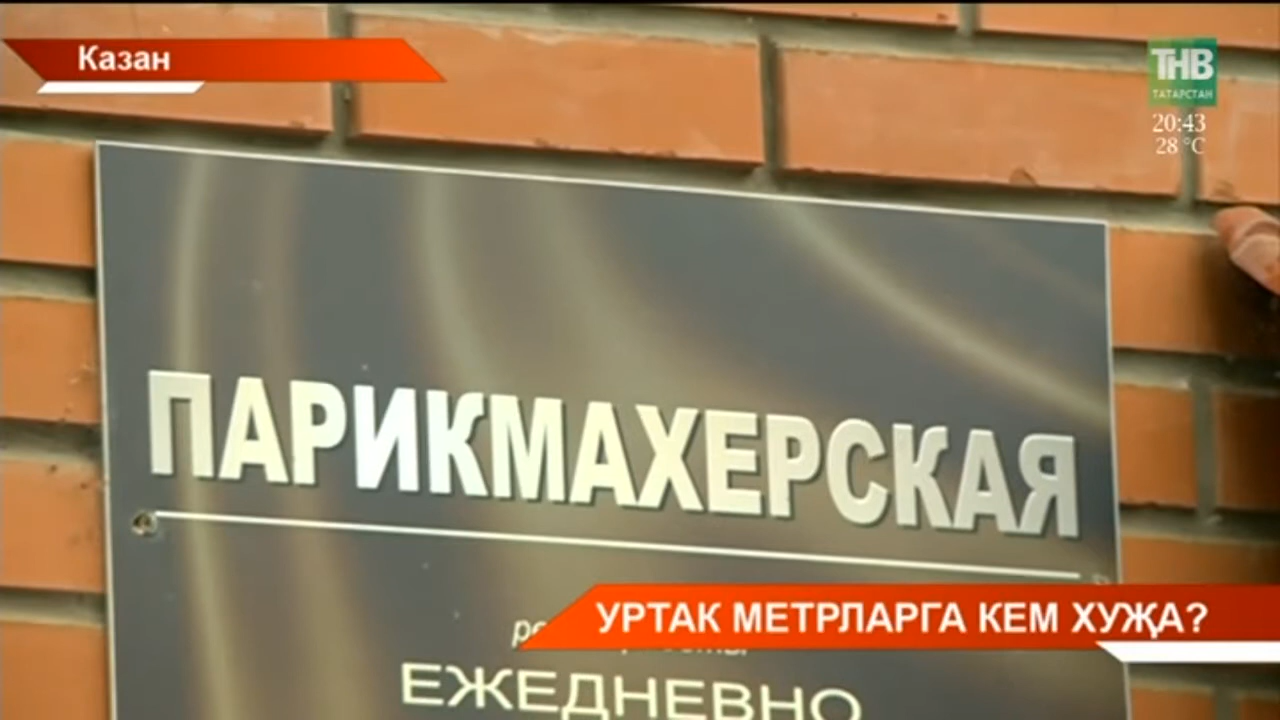 Казан
ТНВ
ТАТАРСТАН
20:43
28 °C
ПАРИКМАХЕРСКАЯ
УРТАК МЕТРЛАРГА КЕМ ХУҖА?
ЕЖЕДНЕВНО